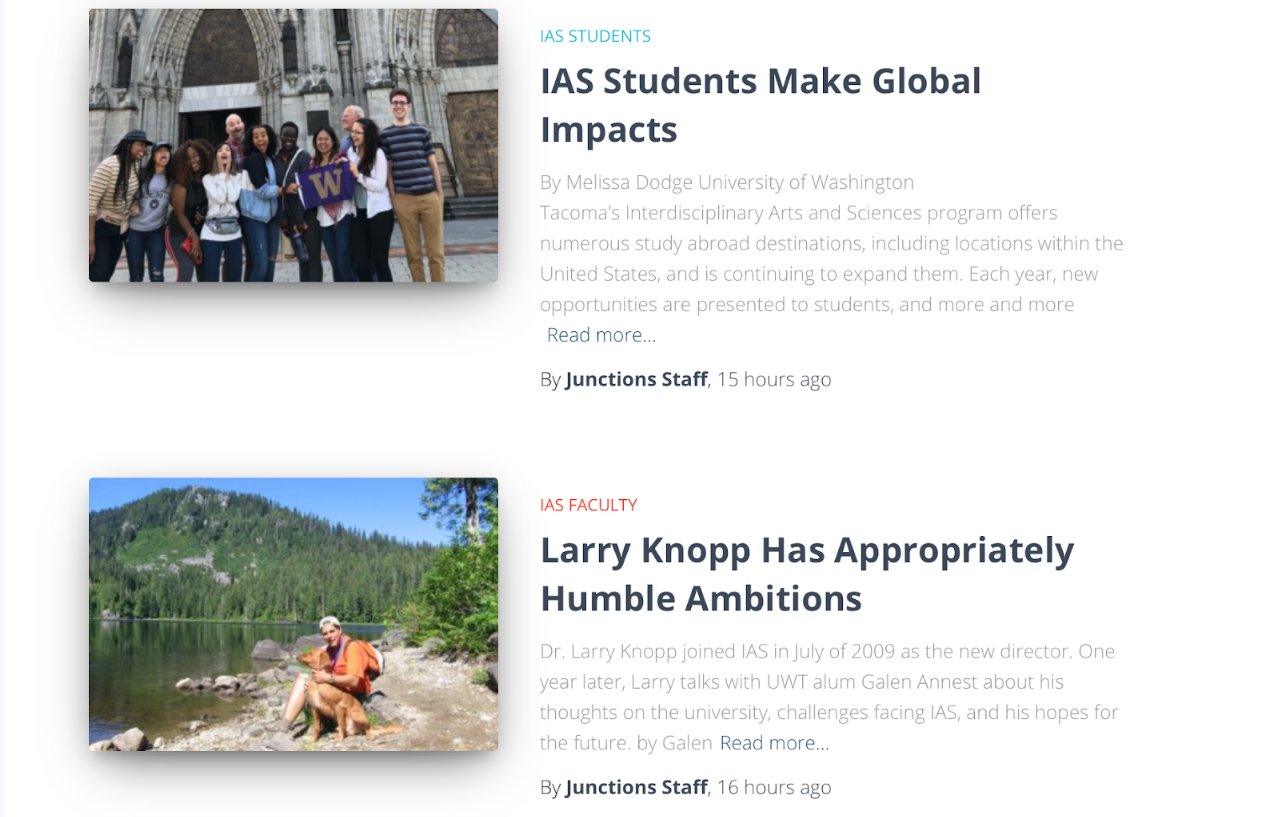 IAS STUDENTS
IAS Students Make Global
Impacts
By Melissa Dodge University of Washington
Tacoma’s Interdisciplinary Arts and Sciences program offers
numerous study abroad destinations, including locations within the
United States, and is continuing to expand them. Each year, new
opportunities are presented to students, and more and more
Read more…
By Junctions Staff, 15 hours ago
W
IAS FACULTY
Larry Knopp Has Appropriately
Humble Ambitions
Dr. Larry Knopp joined IAS in July of 2009 as the new director. One
year later, Larry talks with UWT alum Galen Annest about his
thoughts on the university, challenges facing IAS, and his hopes for
the future. by Galen Read more…
By Junctions Staff, 16 hours ago